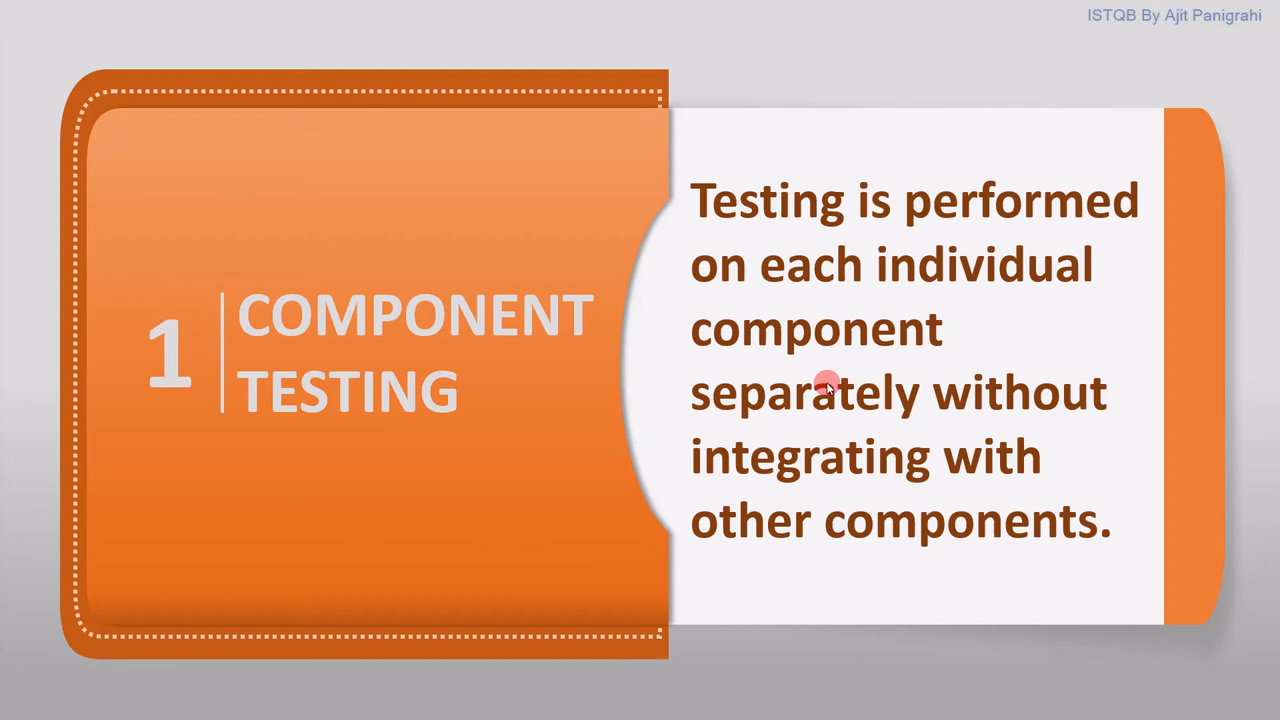 ISTQB By Ajit Panigrahi
1
COMPONENT
TESTING
Testing is performed
on each individual
component
separately without
integrating with
other components.